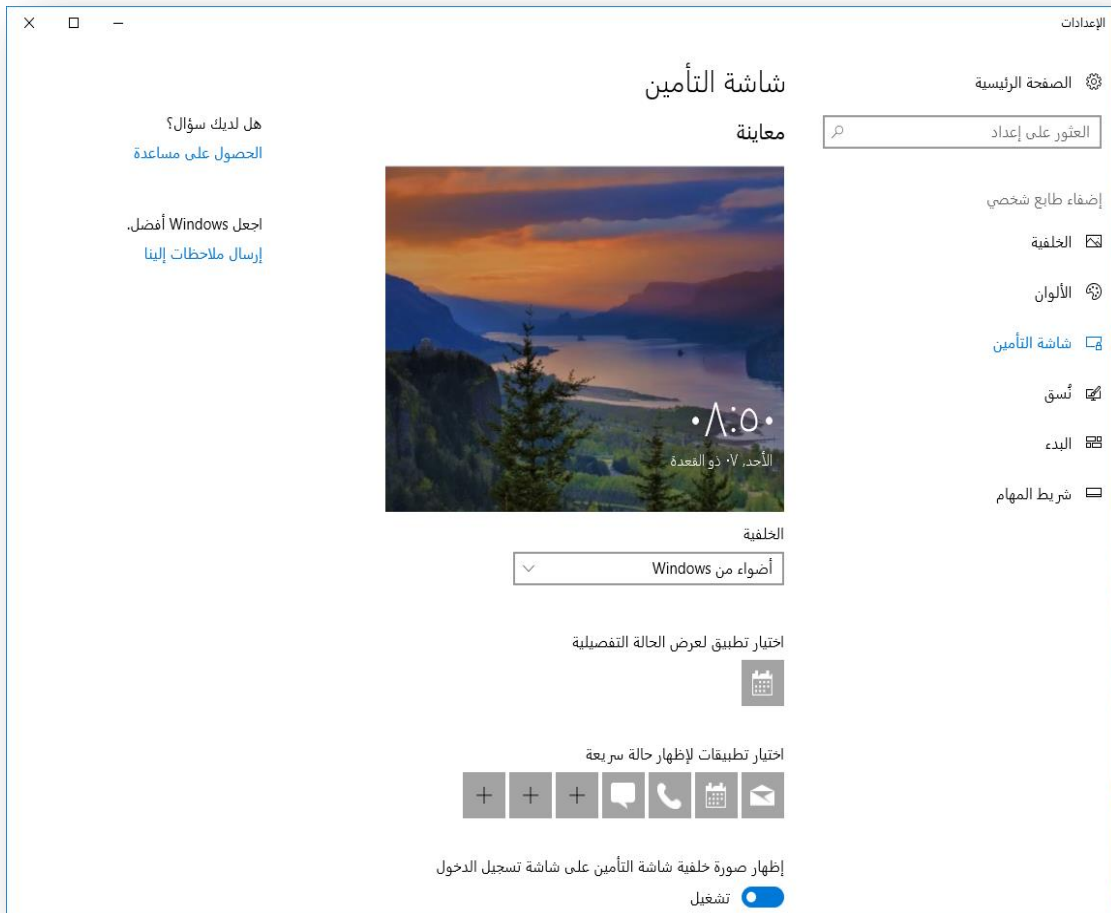 الإعدادات
الصفحة الرئيسية
العثور على إعداد
إضفاء طابع شخصي
الخلفية
الألوان
شاشة التأمين
نُسق
البدء
شريط المهام
شاشة التأمين
معاينة
٠٨:٥٠
الأحد, ٠٧ ذو القعدة
الخلفية
أضواء من Windows
اختيار تطبيق لعرض الحالة التفصيلية
اختيار تطبيقات لإظهار حالة سريعة
إظهار صورة خلفية شاشة التأمين على شاشة تسجيل الدخول
تشغيل
هل لديك سؤال؟
الحصول على مساعدة
اجعل Windows أفضل.
إرسال ملاحظات إلينا